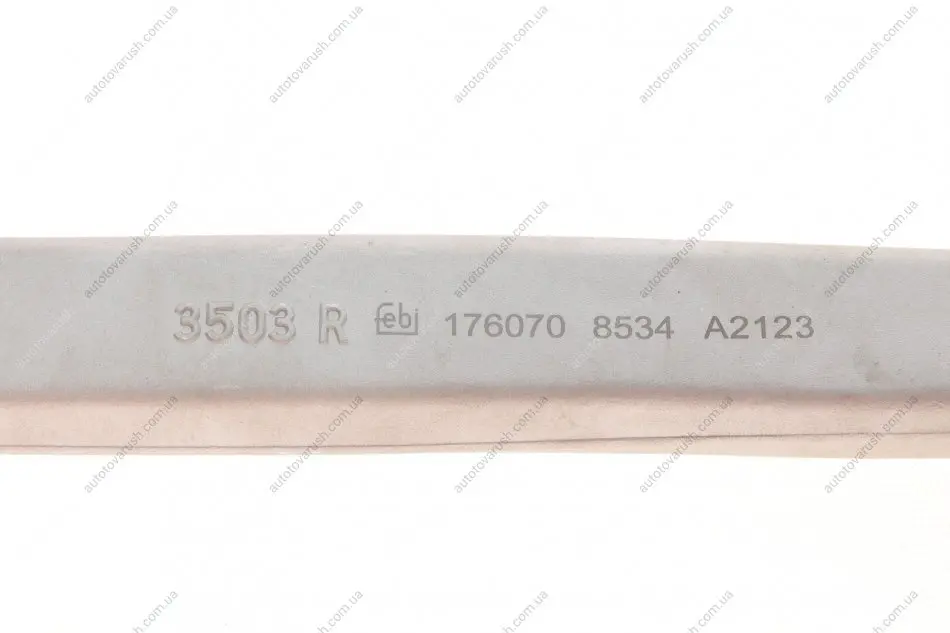 3503 R febi 176070 8534 A2123
autotovarush.com.ua